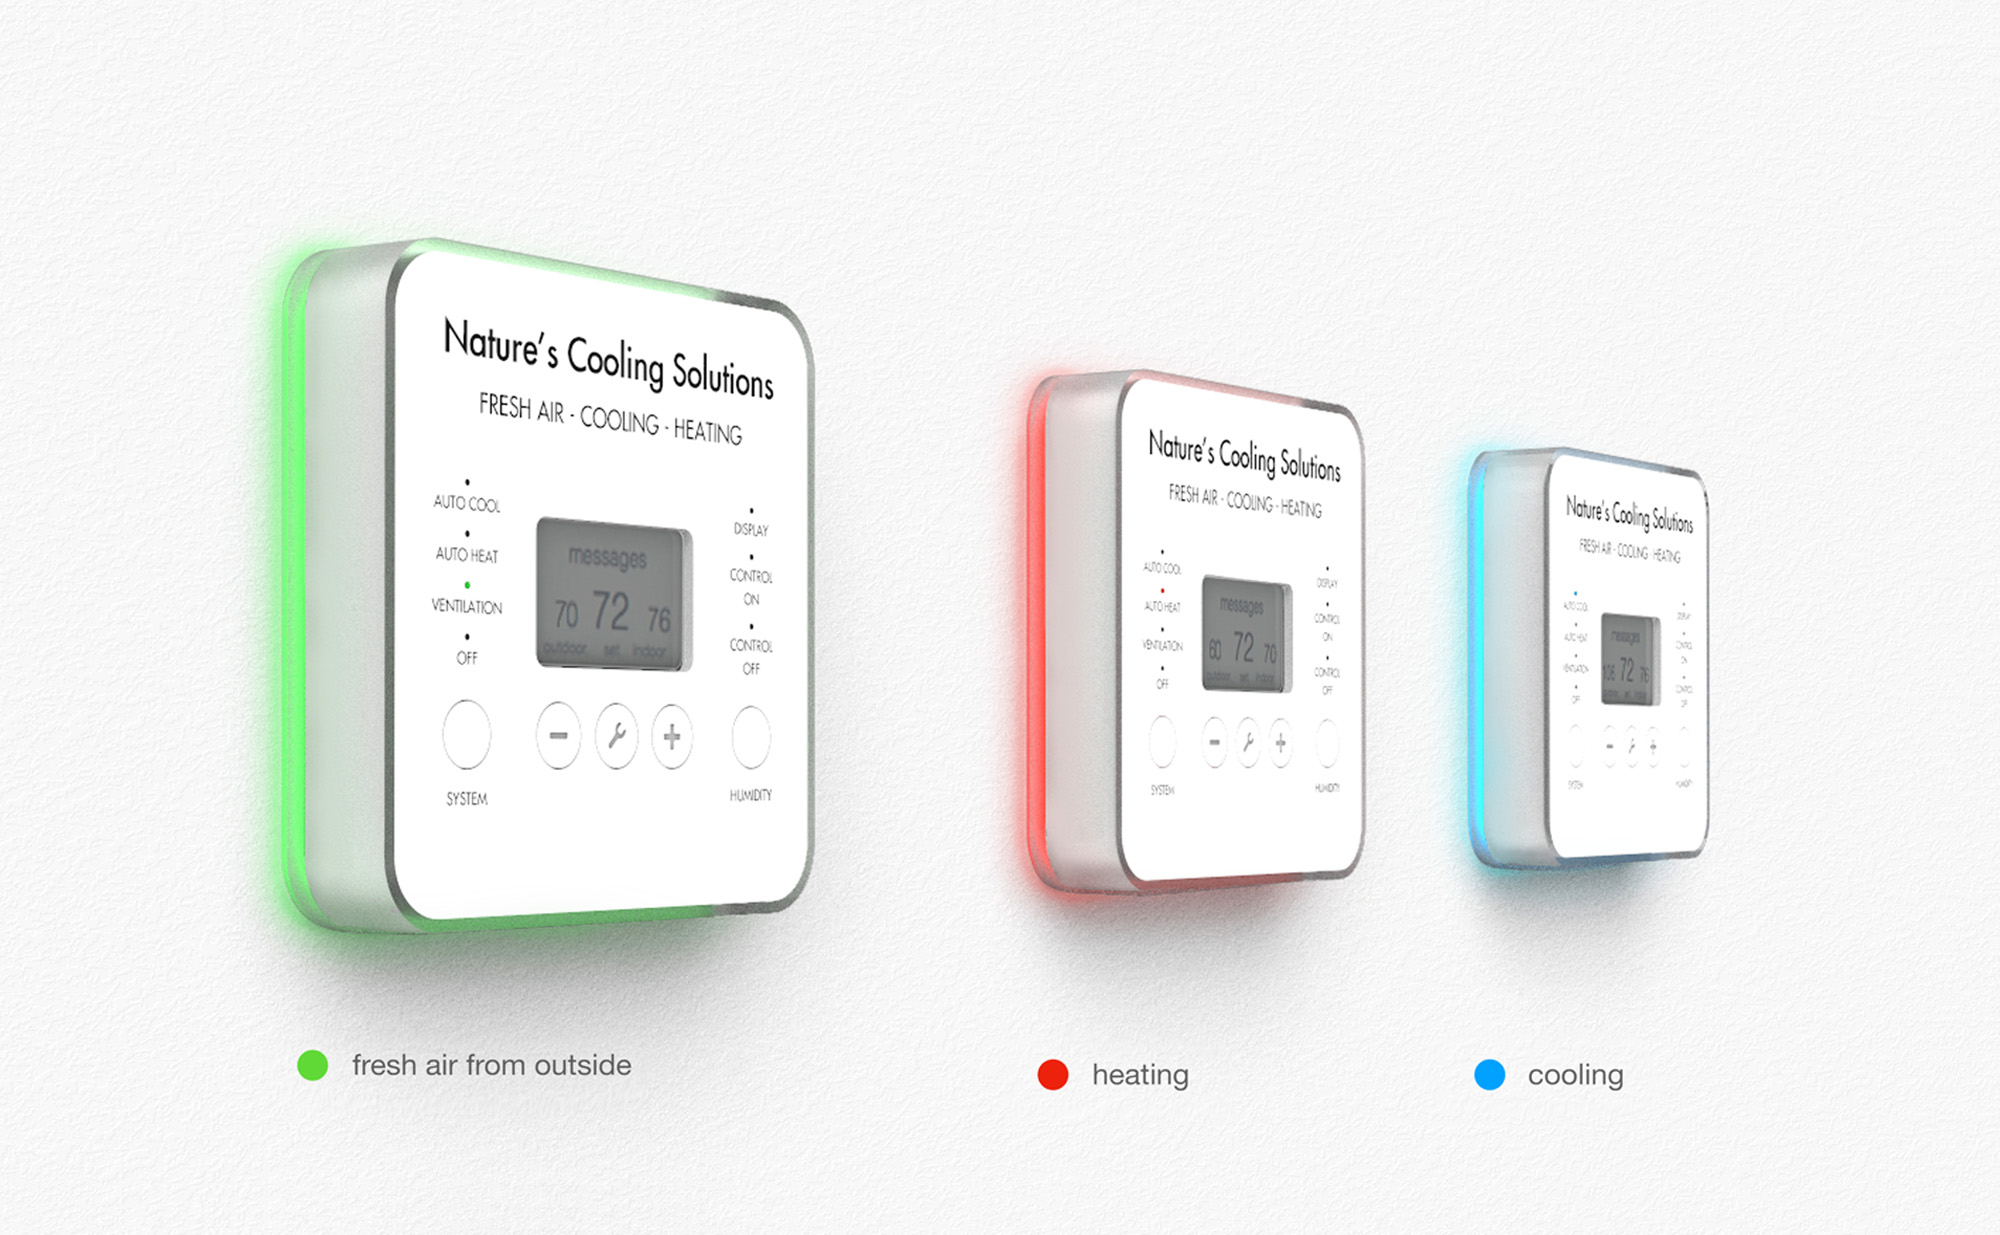 Nature's Cooling Solutions
FRESH AIR - COOLING - HEATING
AUTO COOL
AUTO HEAT
VENTILATION
OFF
messages
70 72 76
outdoor set indoor
DISPLAY
CONTROL
ON
CONTROL
OFF
SYSTEM
HUMIDITY
fresh air from outside
Nature's Cooling Solutions
FRESH AIR - COOLING - HEATING
AUTO COOL
AUTO HEAT
VENTILATION
OFF
messages
60 72 70
outdoor set indoor
DISPLAY
CONTROL
ON
CONTROL
OFF
SYSTEM
HUMIDITY
heating
Nature's Cooling Solutions
FRESH AIR - COOLING - HEATING
AUTO COOL
AUTO HEAT
VENTILATION
OFF
messages
106 72 76
DISPLAY
CONTROL
ON
CONTROL
OFF
SYSTEM
HUMIDITY
cooling